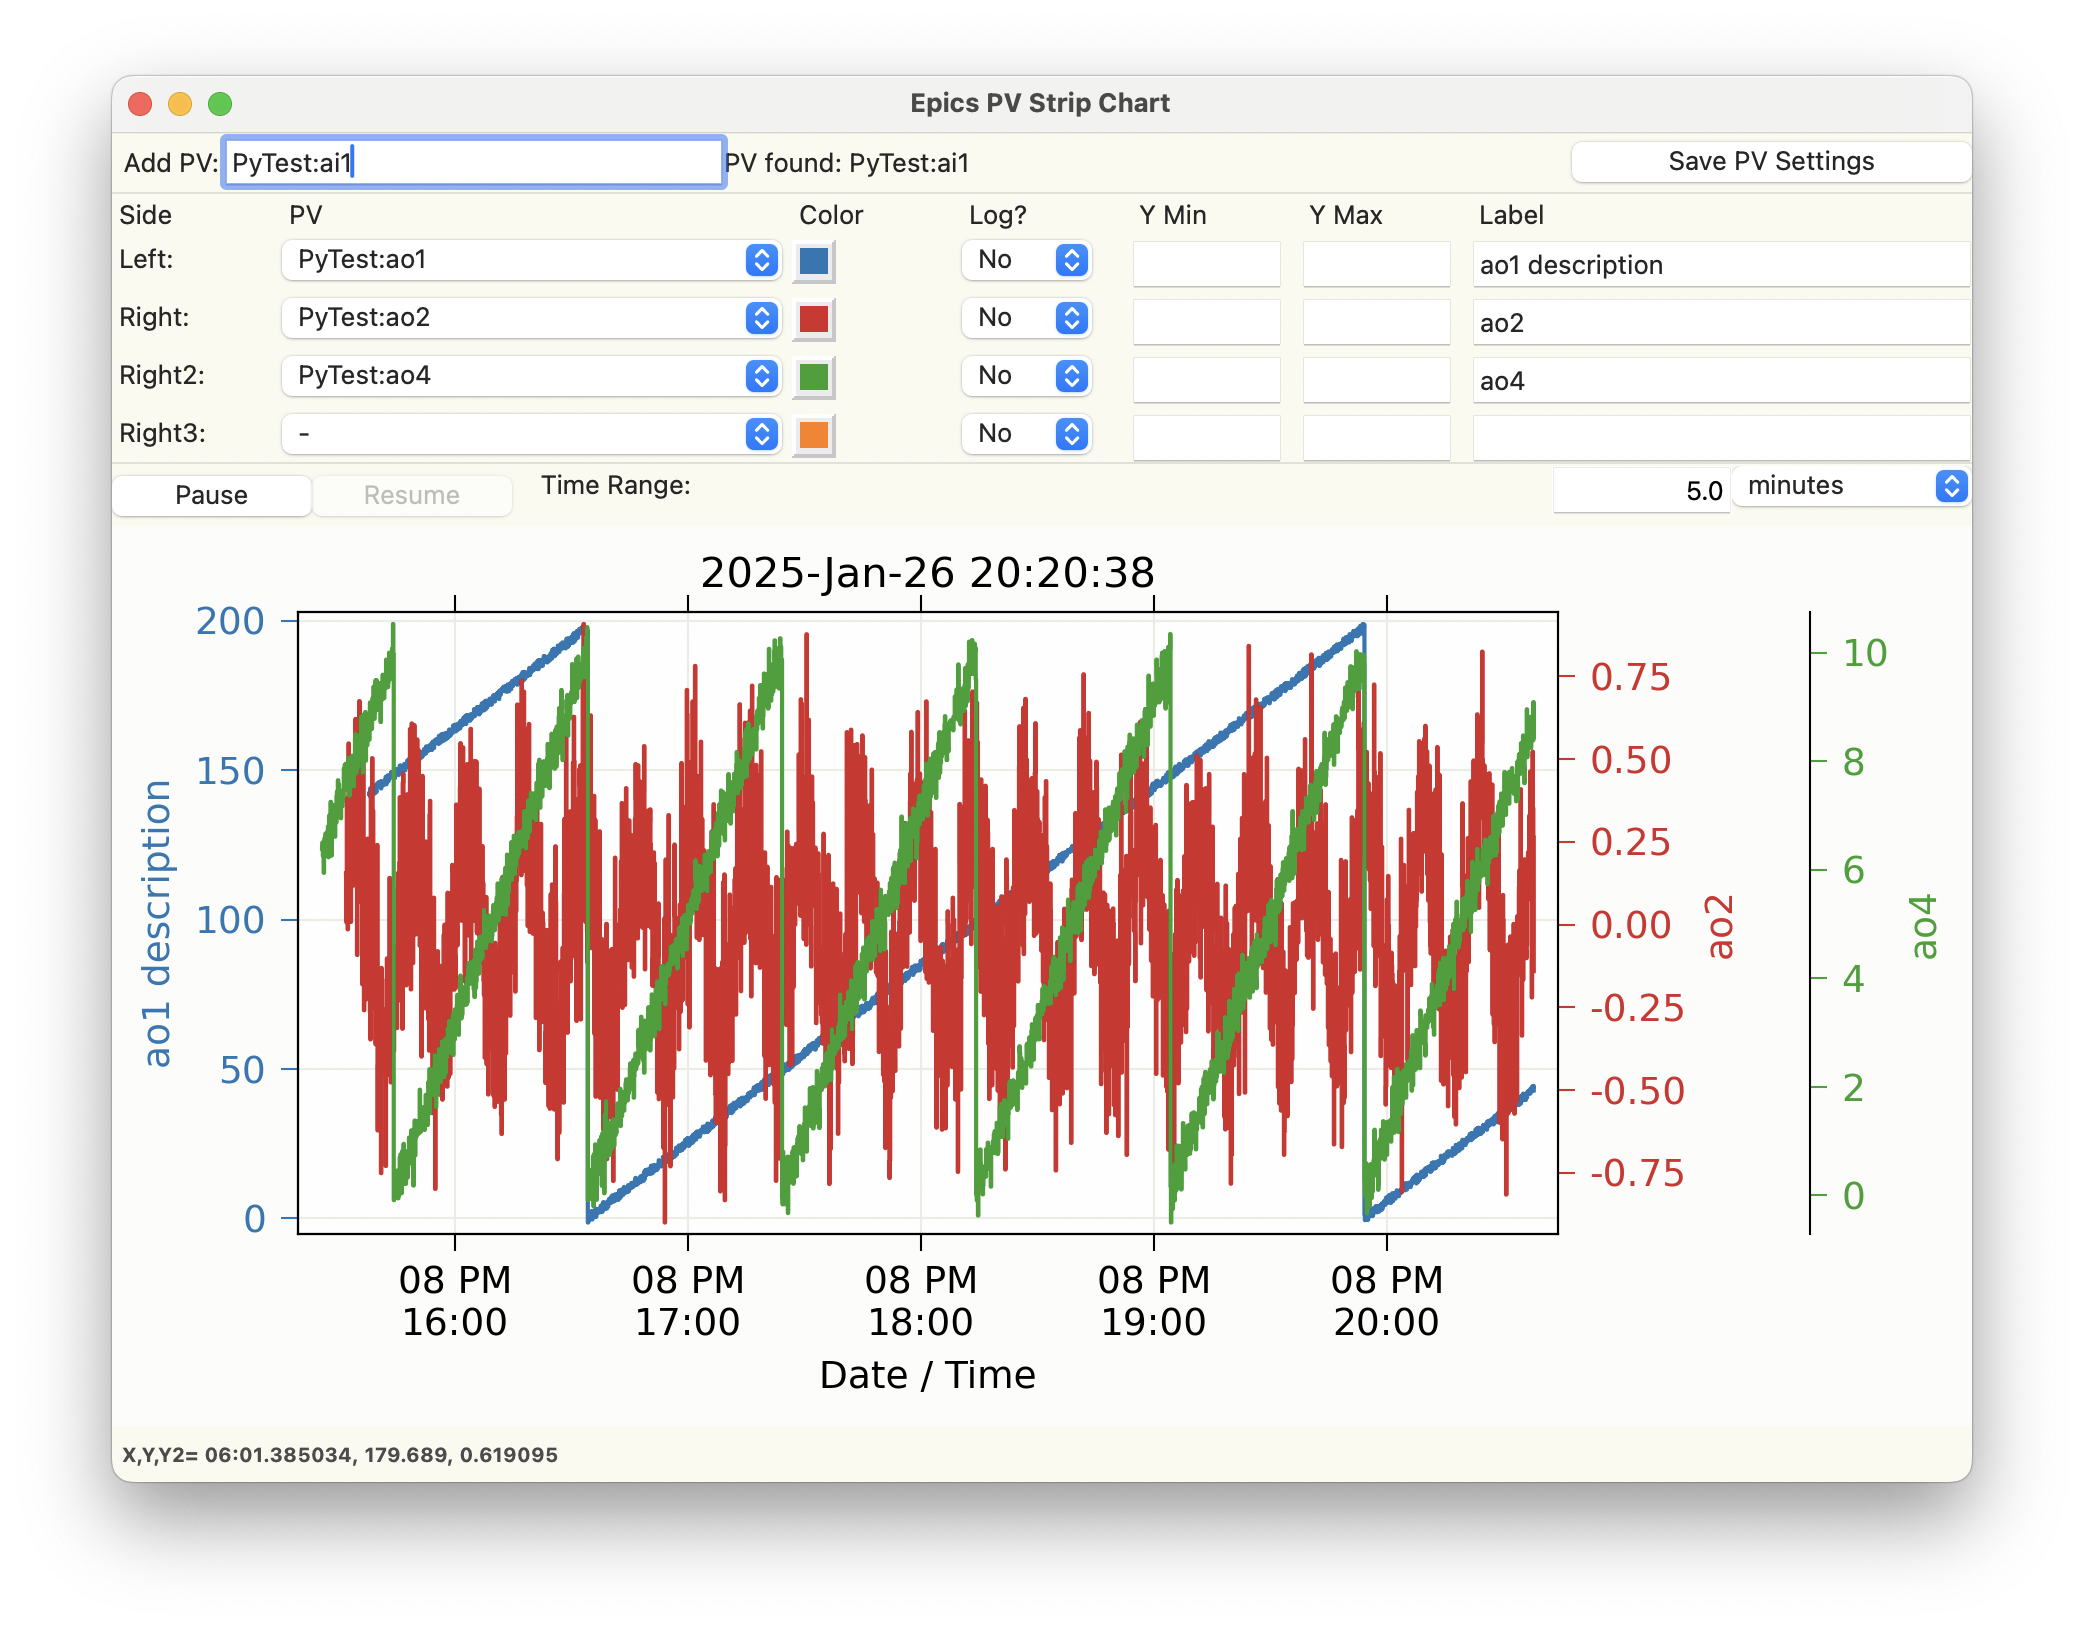 Epics PV Strip Chart
Add PV: PyTest:ai1 PV found: PyTest:ai1 Save PV Settings
Side PV Color Log? Y Min Y Max Label
Left: PyTest:ao1 No ao1 description
Right: PyTest:ao2 No ao2
Right2: PyTest:ao4 No ao4
Right3: - No
Pause Resume Time Range: 5.0 minutes
2025-Jan-26 20:20:38
200
150
100
50
0
ao1 description
0.75
0.50
0.25
0.00
-0.25
-0.50
-0.75
ao2
10
8
6
4
2
0
ao4
08 PM 08 PM 08 PM 08 PM 08 PM
16:00 17:00 18:00 19:00 20:00
Date / Time
X,Y,Y2= 06:01.385034, 179.689, 0.619095